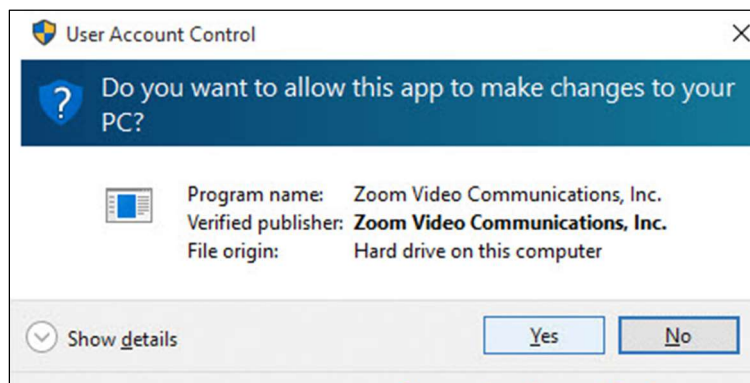 User Account Control
Do you want to allow this app to make changes to your
PC?
Program name: Zoom Video Communications, Inc.
Verified publisher: Zoom Video Communications, Inc.
File origin: Hard drive on this computer
Show details
Yes
No